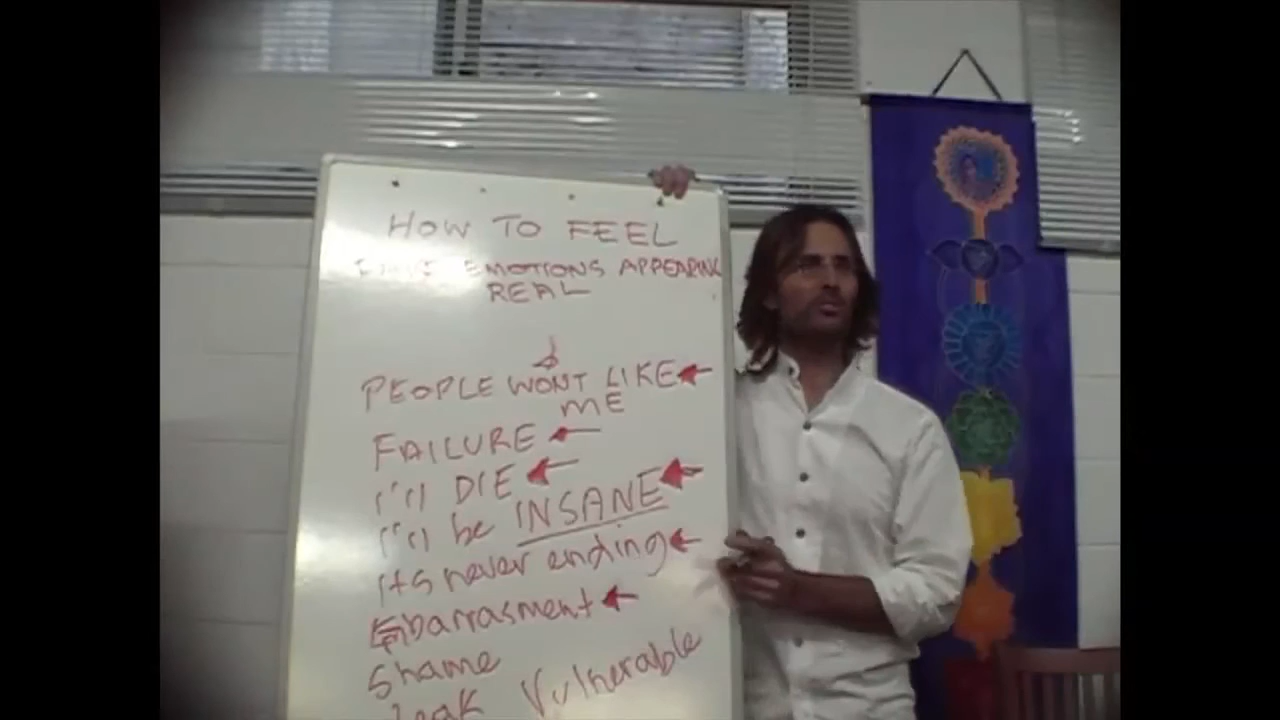 HOW TO FEEL
EMOTIONS APPEARING
REAL
PEOPLE WON'T LIKE
ME
FAILURE
I'll DIE
I'll be INSANE
Its never ending
Embarrasment
Shame
Vulnerable